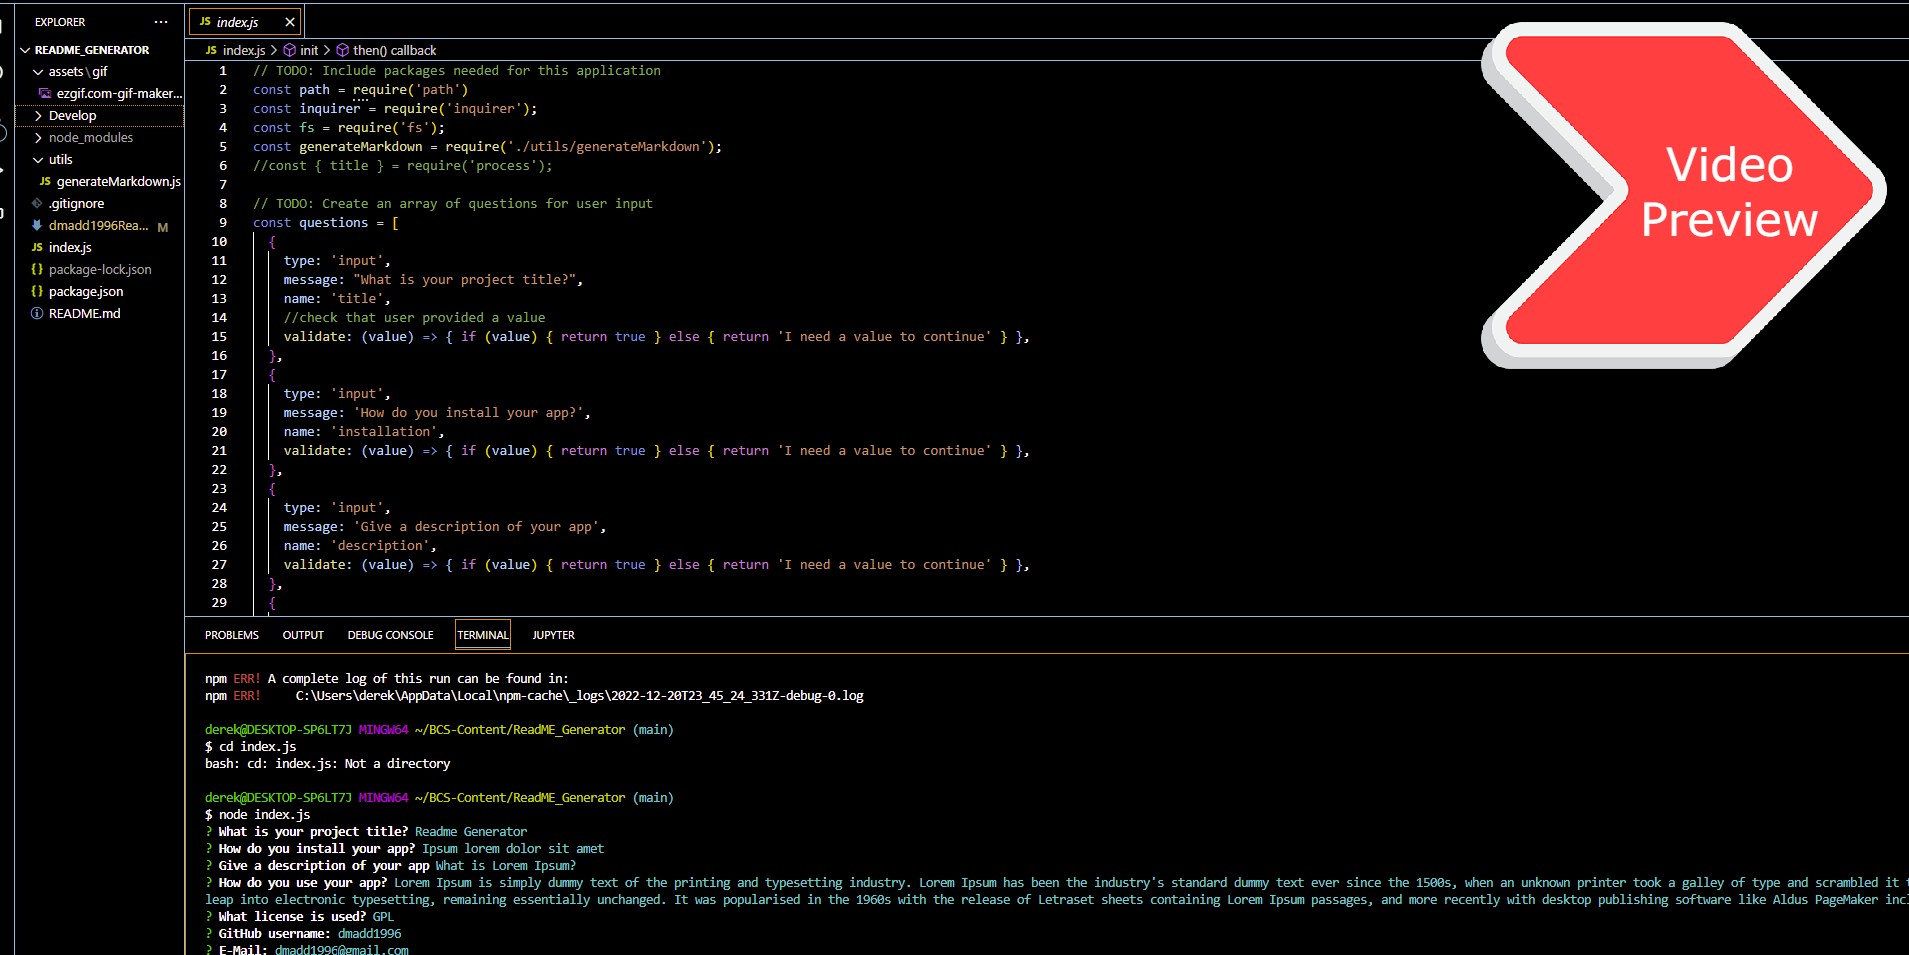 EXPLORER
README_GENERATOR
assets\gif
ezgif.com-gif-maker...
Develop
node_modules
utils
JS generateMarkdown.js
.gitignore
dmadd1996Rea... M
JS index.js
{} package-lock.json
{} package.json
README.md
JS index.js
JS index.js > init > then() callback
1 // TODO: Include packages needed for this application
2 const path = require('path')
3 const inquirer = require('inquirer');
4 const fs = require('fs');
5 const generateMarkdown = require('./utils/generateMarkdown');
6 //const { title } = require('process');
7
8 // TODO: Create an array of questions for user input
9 const questions = [
10 {
11 type: 'input',
12 message: "What is your project title?",
13 name: 'title',
14 //check that user provided a value
15 validate: (value) => { if (value) { return true } else { return 'I need a value to continue' } },
16 },
17 {
18 type: 'input',
19 message: 'How do you install your app?',
20 name: 'installation',
21 validate: (value) => { if (value) { return true } else { return 'I need a value to continue' } },
22 },
23 {
24 type: 'input',
25 message: 'Give a description of your app',
26 name: 'description',
27 validate: (value) => { if (value) { return true } else { return 'I need a value to continue' } },
28 },
29 {
Video
Preview
PROBLEMS OUTPUT DEBUG CONSOLE TERMINAL JUPYTER
npm ERR! A complete log of this run can be found in:
npm ERR! C:\Users\derek\AppData\Local\npm-cache\_logs\2022-12-20T23_45_24_331Z-debug-0.log
derek@DESKTOP-SP6LT7J MINGW64 ~/BCS-Content/ReadME_Generator (main)
$ cd index.js
bash: cd: index.js: Not a directory
derek@DESKTOP-SP6LT7J MINGW64 ~/BCS-Content/ReadME_Generator (main)
$ node index.js
? What is your project title? Readme Generator
? How do you install your app? Ipsum lorem dolor sit amet
? Give a description of your app What is Lorem Ipsum?
? How do you use your app? Lorem Ipsum is simply dummy text of the printing and typesetting industry. Lorem Ipsum has been the industry's standard dummy text ever since the 1500s, when an unknown printer took a galley of type and scrambled it
leap into electronic typesetting, remaining essentially unchanged. It was popularised in the 1960s with the release of Letraset sheets containing Lorem Ipsum passages, and more recently with desktop publishing software like Aldus PageMaker incl
? What license is used? GPL
? GitHub username: dmadd1996
? E-Mail: dmadd1996@gmail.com